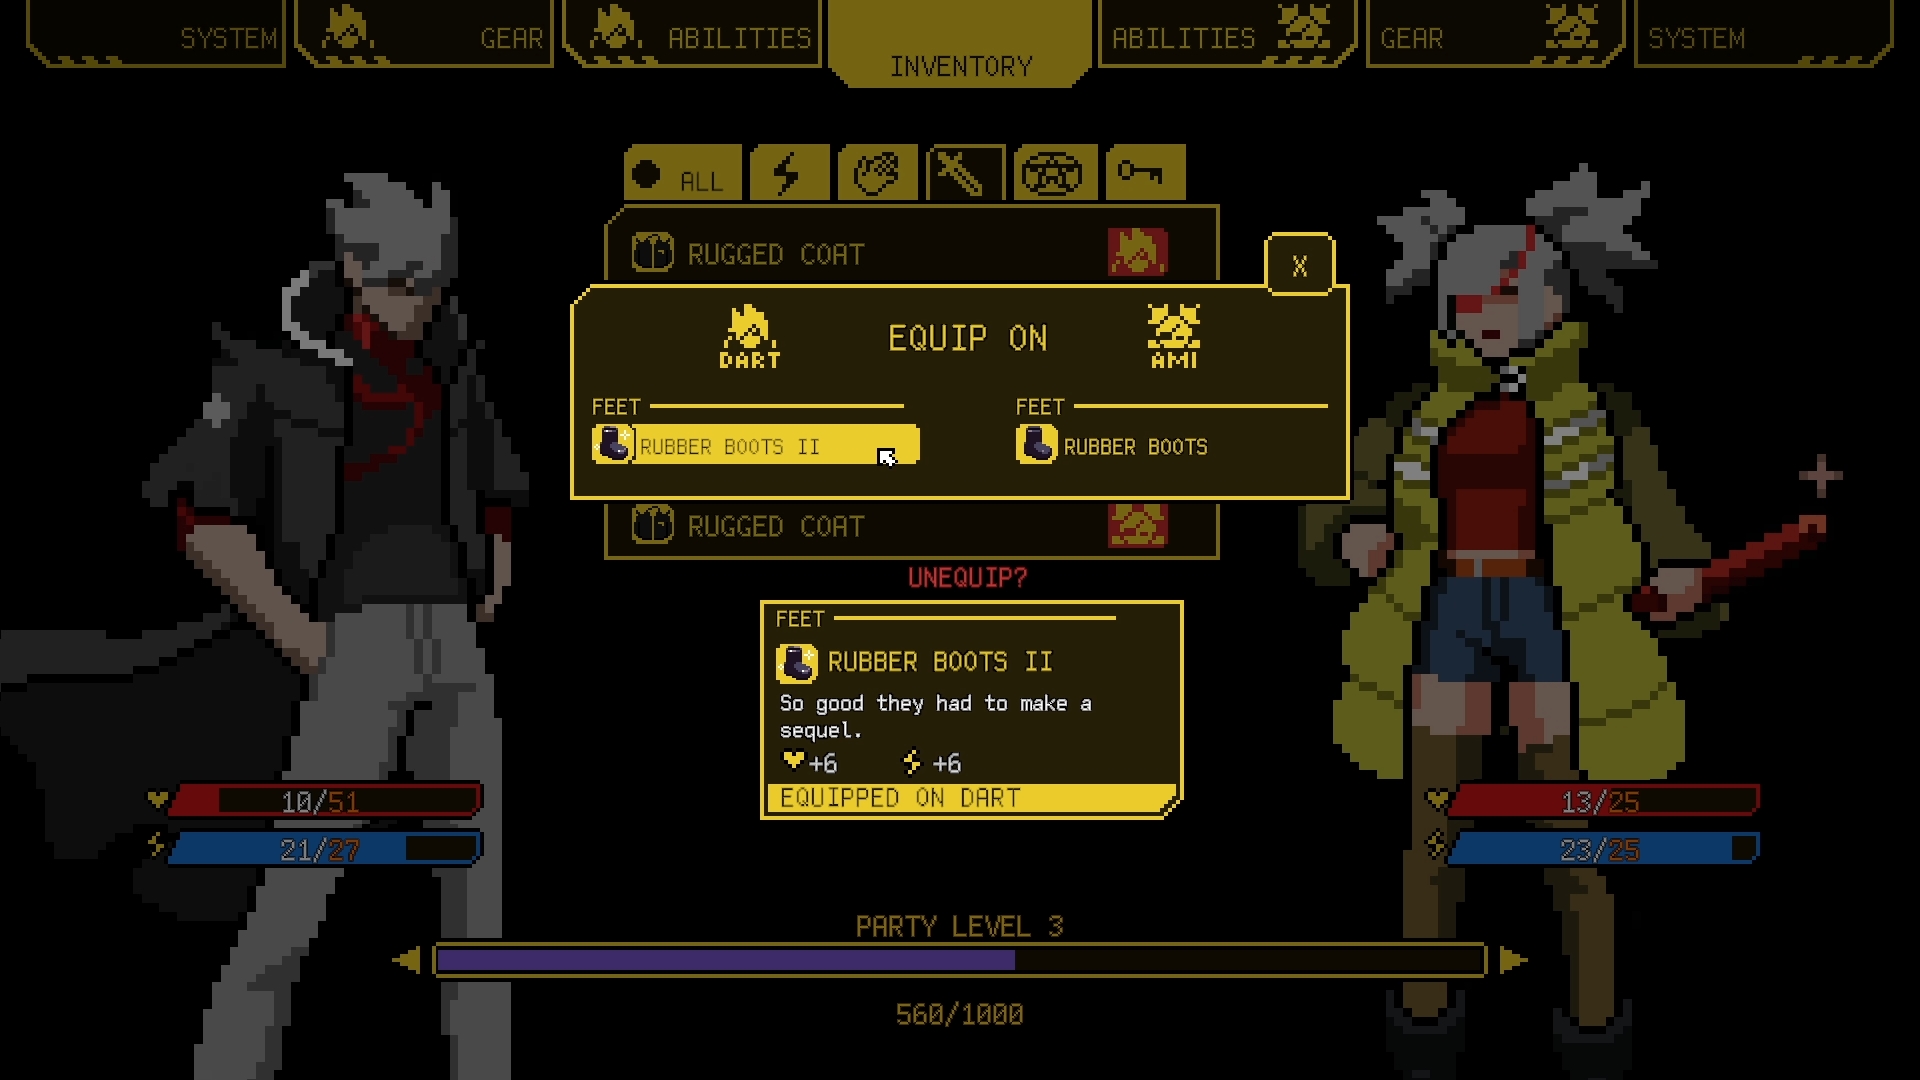 SYSTEM
GEAR
ABILITIES
INVENTORY
ABILITIES
GEAR
SYSTEM
ALL
RUGGED COAT
X
DART
EQUIP ON
AMI
FEET
FEET
RUBBER BOOTS II
RUBBER BOOTS
RUGGED COAT
UNEQUIP?
FEET
RUBBER BOOTS II
So good they had to make a
sequel.
+6 +6
EQUIPPED ON DART
10/51
21/27
13/25
23/25
PARTY LEVEL 3
560/1000